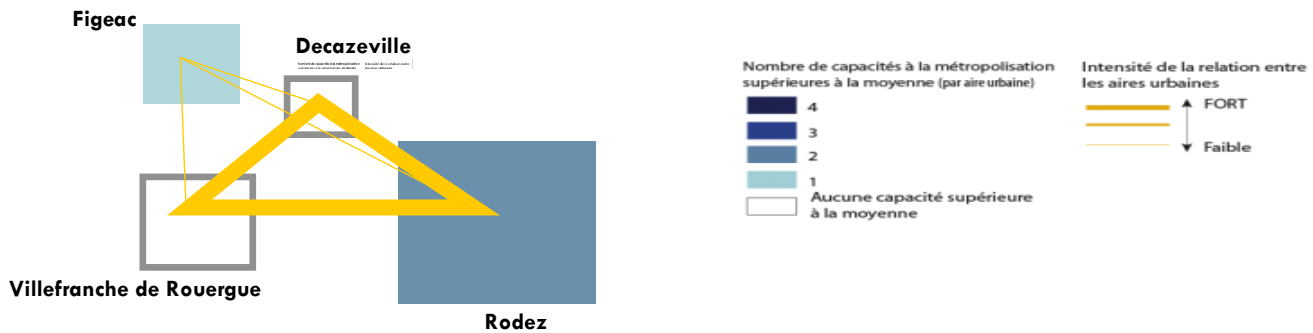 Figeac
Decazeville
Villefranche de Rouergue
Rodez
Nombre de capacités à la métropolisation
supérieures à la moyenne (par aire urbaine)
4
3
2
1
Aucune capacité supérieure
à la moyenne
Intensité de la relation entre
les aires urbaines
FORT
Faible